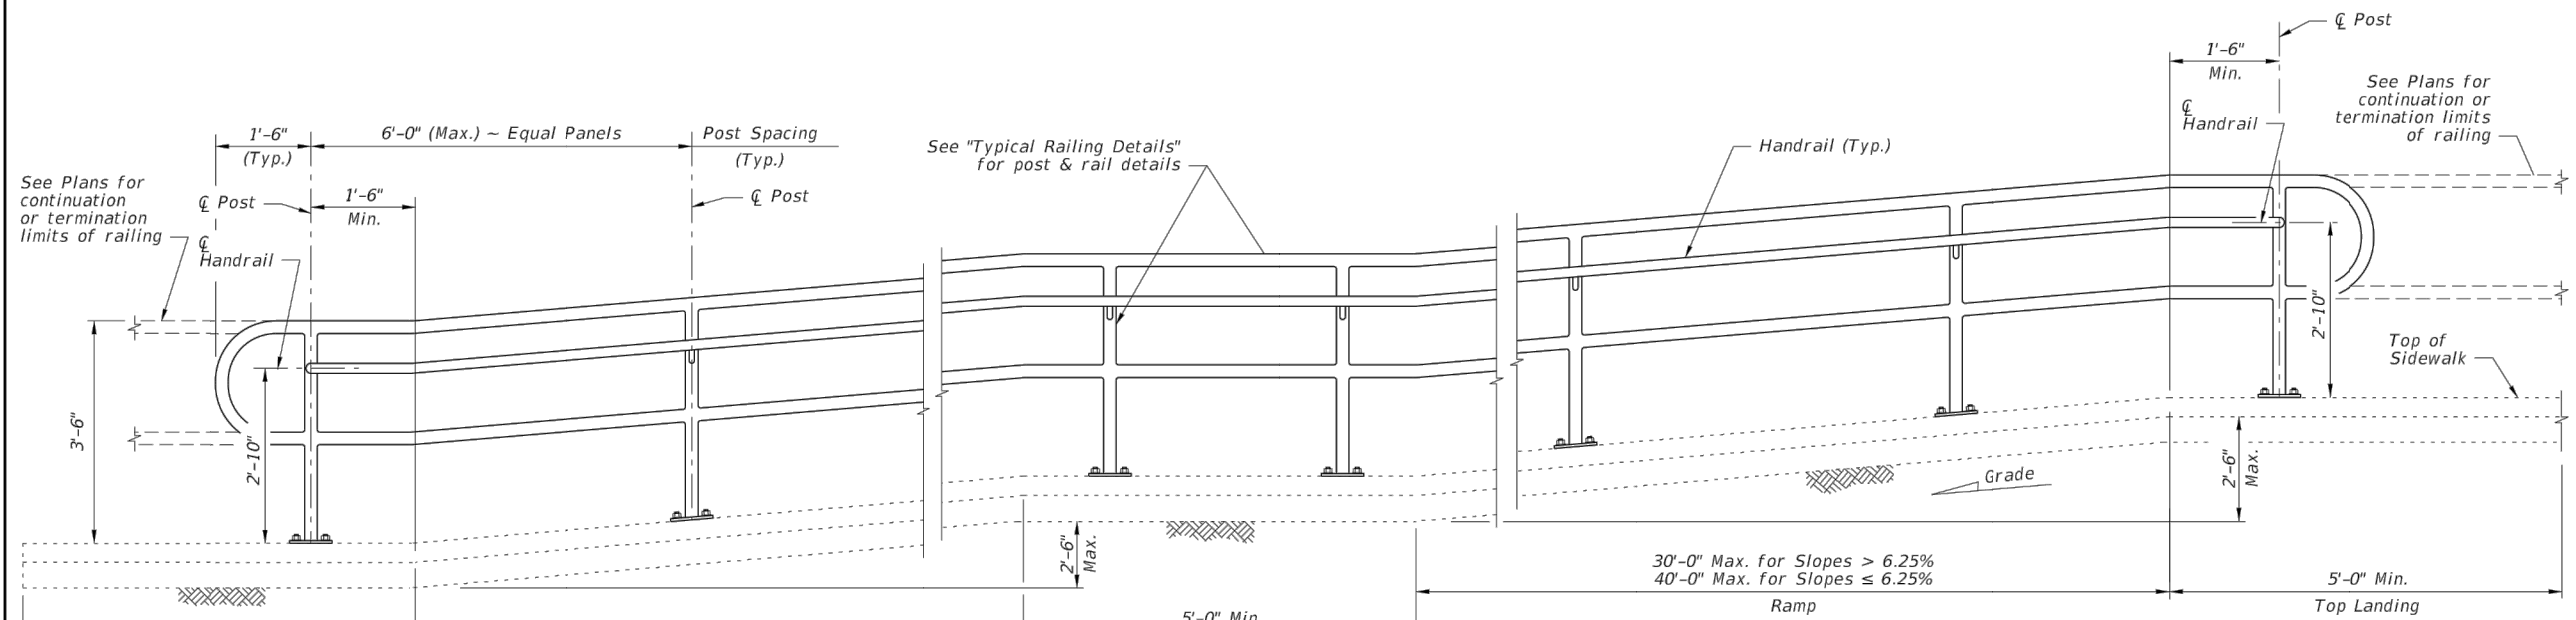 ℄ Post
1'-6"
Min.
See Plans for
continuation or
termination limits
of railing
℄
Handrail
1'-6"
(Typ.)
6'-0" (Max.) ~ Equal Panels
Post Spacing
(Typ.)
See "Typical Railing Details"
for post & rail details
Handrail (Typ.)
See Plans for
continuation
or termination
limits of railing
℄ Post
1'-6"
Min.
℄ Post
℄
Handrail
3'-6"
2'-10"
2'-10"
Top of
Sidewalk
2'-6"
Max.
Grade
2'-6"
Max.
30'-0" Max. for Slopes > 6.25%
40'-0" Max. for Slopes ≤ 6.25%
Ramp
5'-0" Min.
Top Landing
5'-0" Min.